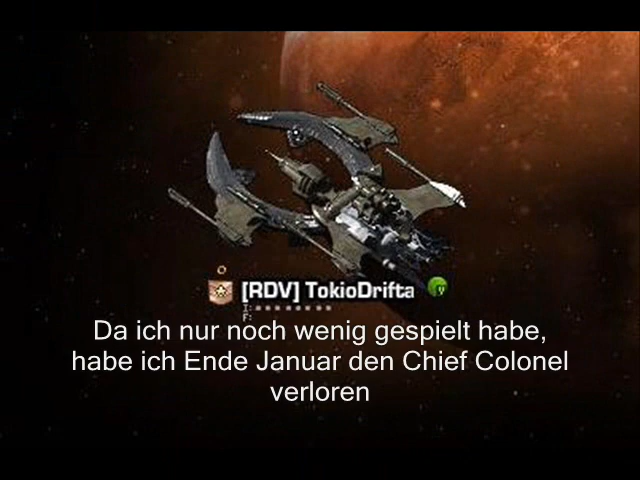 [RDV] TokioDrifta
I:
F:
Da ich nur noch wenig gespielt habe,
habe ich Ende Januar den Chief Colonel
verloren